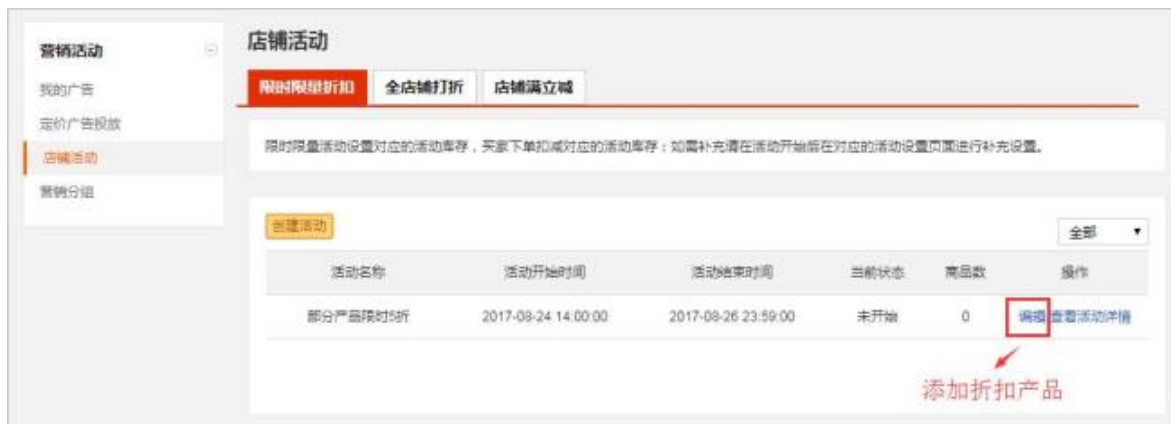 营销活动
我的广告
定价广告投放
店铺活动
营销分组
店铺活动
限时限量折扣 全店铺打折 店铺满立减
限时限量活动设置对应的活动库存，买家下单扣减对应的活动库存；如需补充请在活动开始后在对应的活动设置页面进行补充设置。
创建活动
全部
活动名称 活动开始时间 活动结束时间 当前状态 商品数 操作
部分产品限时5折 2017-08-24 14:00:00 2017-08-26 23:59:00 未开始 0 编辑 查看活动详情
添加折扣产品